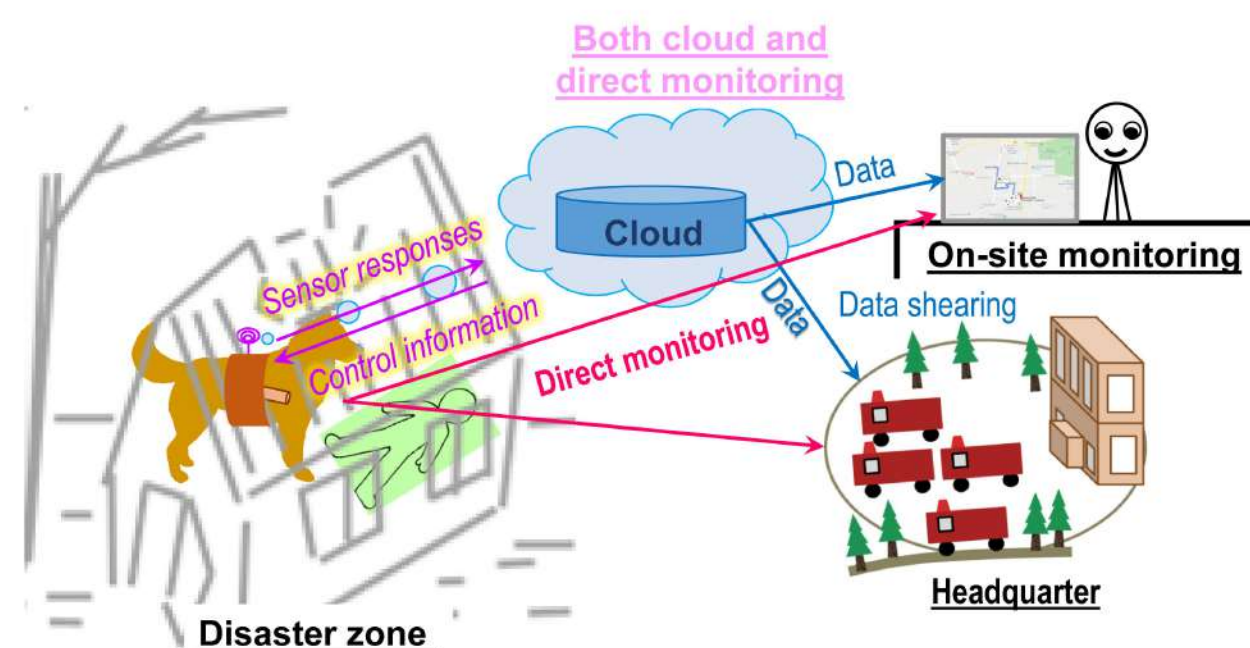 Both cloud and
direct monitoring
Data
Cloud
On-site monitoring
Sensor responses
Control information
Data
Data shearing
Direct monitoring
Headquarter
Disaster zone